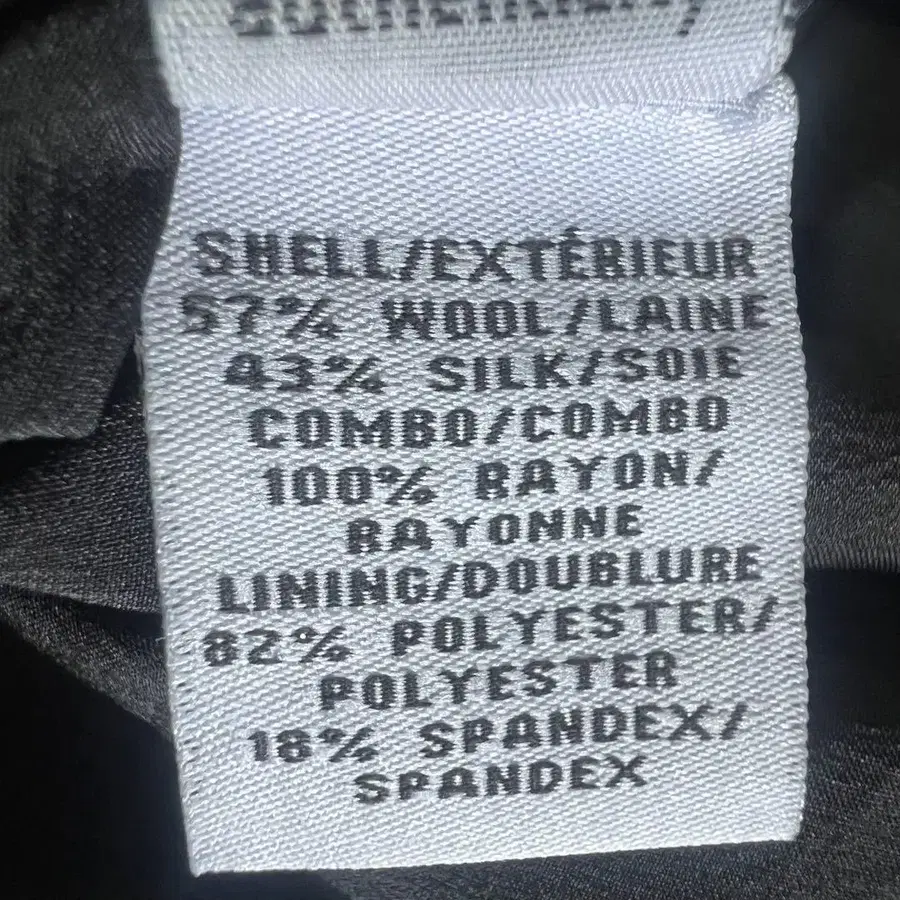 SHELL/EXTÉRIEUR
57% WOOL/LAINE
43% SILK/SOIE
COMBO/COMBO
100% RAYON/
RAYONNE
LINING/DOUBLURE
82% POLYESTER/
POLYESTER
18% SPANDEX/
SPANDEX